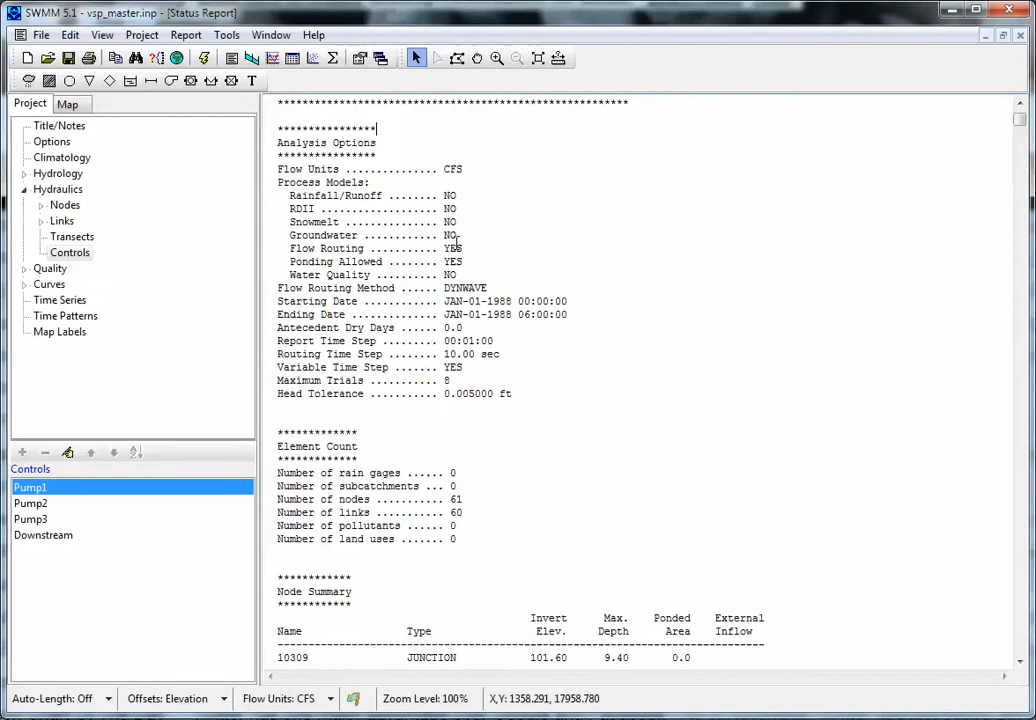 SWMM 5.1 - vsp_master.inp - [Status Report]
File Edit View Project Report Tools Window Help
Project Map
Title/Notes
Options
Climatology
Hydrology
Hydraulics
Nodes
Links
Transects
Controls
Quality
Curves
Time Series
Time Patterns
Map Labels
Controls
Pump1
Pump2
Pump3
Downstream
*********************************************************
****************
Analysis Options
****************
Flow Units ............... CFS
Process Models:
Rainfall/Runoff ........ NO
RDII ................... NO
Snowmelt ............... NO
Groundwater ............ NO
Flow Routing ........... YES
Ponding Allowed ........ YES
Water Quality .......... NO
Flow Routing Method ...... DYNWAVE
Starting Date ............ JAN-01-1988 00:00:00
Ending Date .............. JAN-01-1988 06:00:00
Antecedent Dry Days ...... 0.0
Report Time Step ......... 00:01:00
Routing Time Step ........ 10.00 sec
Variable Time Step ....... YES
Maximum Trials ........... 8
Head Tolerance ........... 0.005000 ft
*************
Element Count
*************
Number of rain gages ...... 0
Number of subcatchments ... 0
Number of nodes ........... 61
Number of links ........... 60
Number of pollutants ...... 0
Number of land uses ....... 0
************
Node Summary
************
Invert Max. Ponded External
Name Type Elev. Depth Area Inflow
-------------------------------------------------------------------------------
10309 JUNCTION 101.60 9.40 0.0
Auto-Length: Off Offsets: Elevation Flow Units: CFS Zoom Level: 100% X,Y: 1358.291, 17958.780